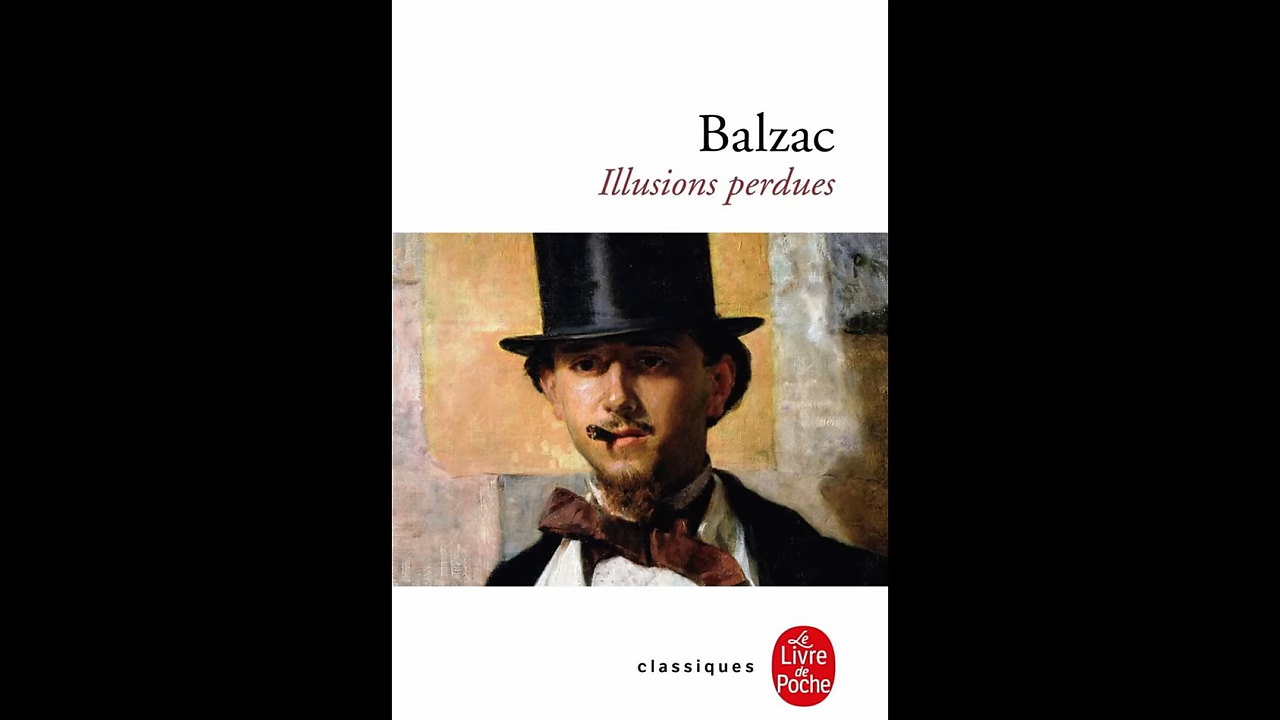 Balzac
Illusions perdues
classiques
Le
Livre
de
Poche